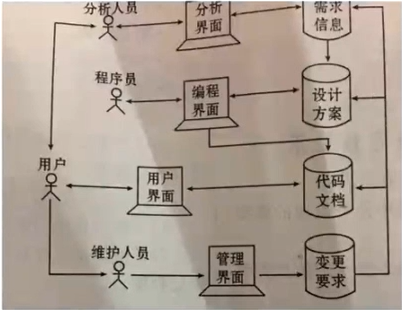 分析人员
分析
界面
需求
信息
程序员
编程
界面
设计
方案
用户
用户
界面
代码
文档
维护人员
管理
界面
变更
要求